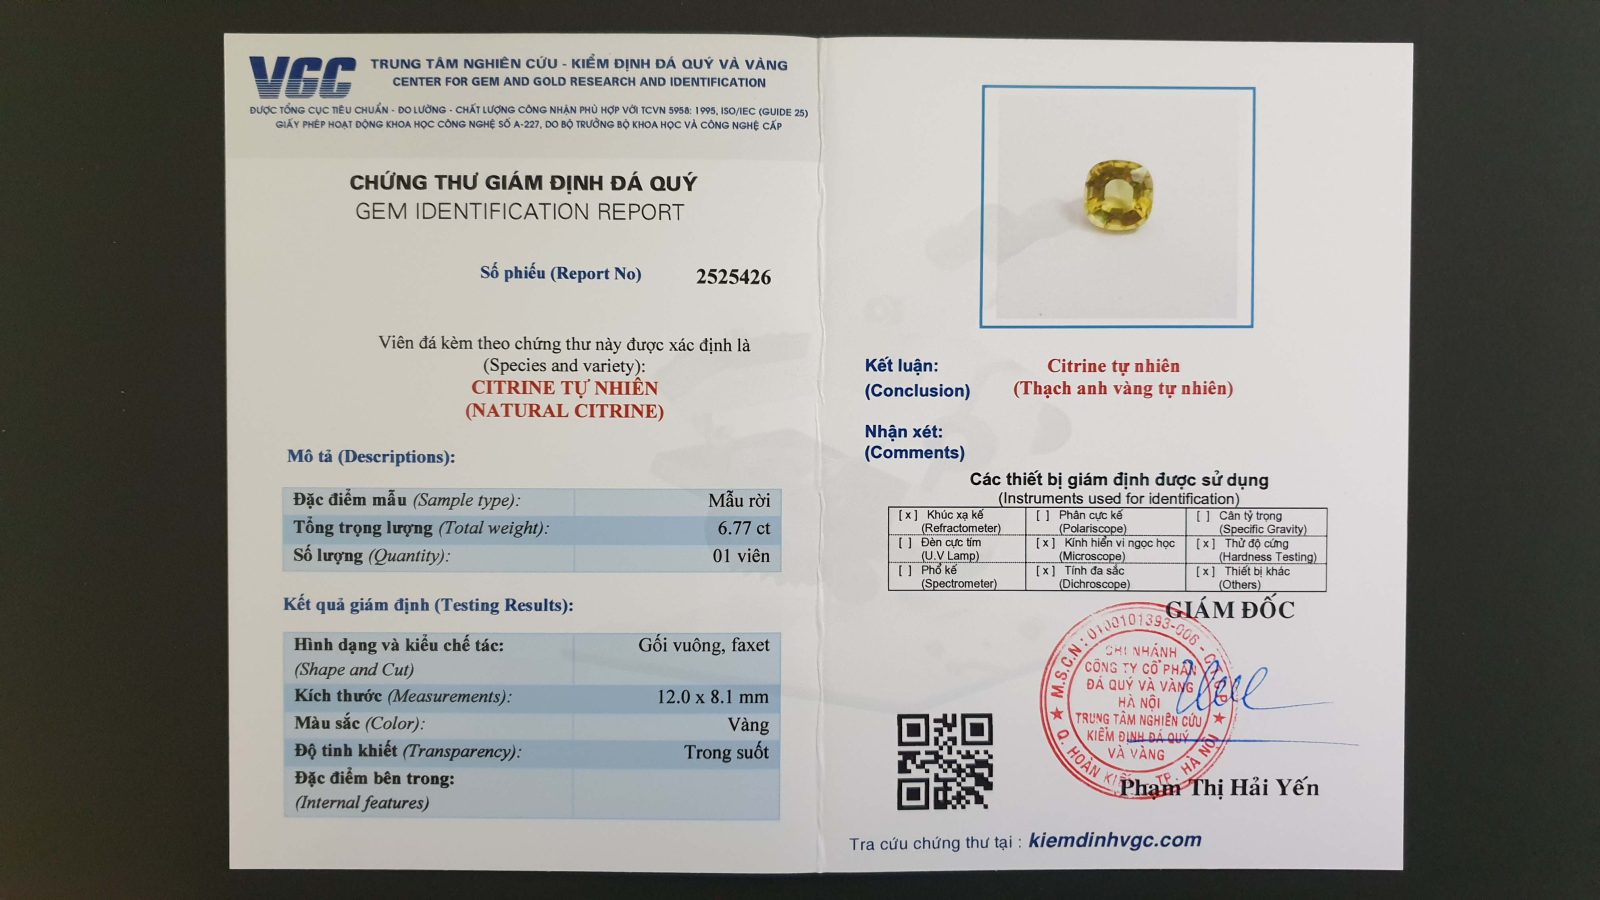 VGC
TRUNG TÂM NGHIÊN CỨU - KIỂM ĐỊNH ĐÁ QUÝ VÀ VÀNG
CENTER FOR GEM AND GOLD RESEARCH AND IDENTIFICATION
ĐƯỢC TỔNG CỤC TIÊU CHUẨN - ĐO LƯỜNG - CHẤT LƯỢNG CÔNG NHẬN PHÙ HỢP VỚI TCVN 5958: 1995, ISO/IEC (GUIDE 25)
GIẤY PHÉP HOẠT ĐỘNG KHOA HỌC CÔNG NGHỆ SỐ A-227, DO BỘ TRƯỞNG BỘ KHOA HỌC VÀ CÔNG NGHỆ CẤP
CHỨNG THƯ GIÁM ĐỊNH ĐÁ QUÝ
GEM IDENTIFICATION REPORT
Số phiếu (Report No) 2525426
Viên đá kèm theo chứng thư này được xác định là
(Species and variety):
CITRINE TỰ NHIÊN
(NATURAL CITRINE)
Mô tả (Descriptions):
Đặc điểm mẫu (Sample type): Mẫu rời
Tổng trọng lượng (Total weight): 6.77 ct
Số lượng (Quantity): 01 viên
Kết quả giám định (Testing Results):
Hình dạng và kiểu chế tác: Gối vuông, faxet
(Shape and Cut)
Kích thước (Measurements): 12.0 x 8.1 mm
Màu sắc (Color): Vàng
Độ tinh khiết (Transparency): Trong suốt
Đặc điểm bên trong:
(Internal features)
Kết luận: Citrine tự nhiên
(Conclusion) (Thạch anh vàng tự nhiên)
Nhận xét:
(Comments)
Các thiết bị giám định được sử dụng
(Instruments used for identification)
[x] Khúc xạ kế [ ] Phân cực kế [ ] Cân tỷ trọng
(Refractometer) (Polariscope) (Specific Gravity)
[ ] Đèn cực tím [x] Kính hiển vi ngọc học [x] Thử độ cứng
(U.V Lamp) (Microscope) (Hardness Testing)
[ ] Phổ kế [x] Tính đa sắc [x] Thiết bị khác
(Spectrometer) (Dichroscope) (Others)
GIÁM ĐỐC
M.S.C.N: 0100101393-006
CHI NHÁNH
CÔNG TY CỔ PHẦN
ĐÁ QUÝ VÀ VÀNG
HÀ NỘI
TRUNG TÂM NGHIÊN CỨU
KIỂM ĐỊNH ĐÁ QUÝ
VÀ VÀNG
Q. HOÀN KIẾM - TP. HÀ NỘI
Phạm Thị Hải Yến
Tra cứu chứng thư tại : kiemdinhvgc.com